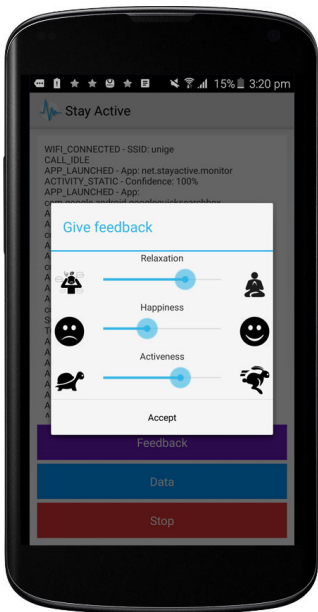 15% 3:20 pm
Stay Active
WIFI_CONNECTED - SSID: unige
CALL_IDLE
APP_LAUNCHED - App: net.stayactive.monitor
ACTIVITY_STATIC - Confidence: 100%
APP_LAUNCHED - App:
Give feedback
Relaxation
Happiness
Activeness
Accept
Feedback
Data
Stop